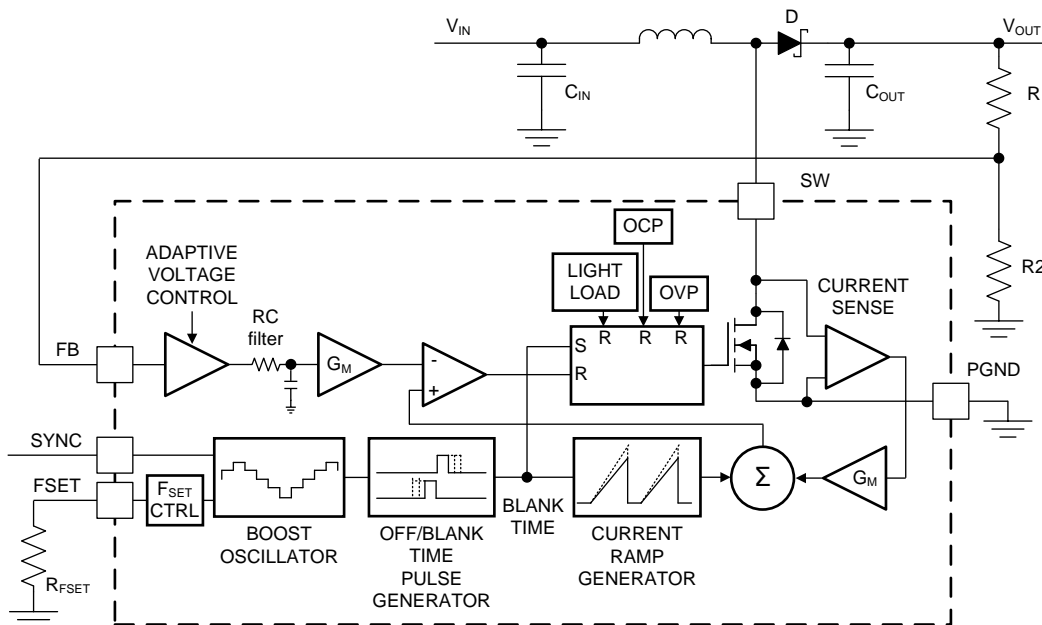 V_IN
D
V_OUT
C_IN
C_OUT
R
SW
R2
OCP
ADAPTIVE
VOLTAGE
CONTROL
LIGHT
LOAD
OVP
CURRENT
SENSE
RC
filter
FB
G_M
-
+
S
R
R
R
R
PGND
SYNC
FSET
F_SET
CTRL
Σ
G_M
BLANK
TIME
BOOST
OSCILLATOR
OFF/BLANK
TIME
PULSE
GENERATOR
CURRENT
RAMP
GENERATOR
R_FSET